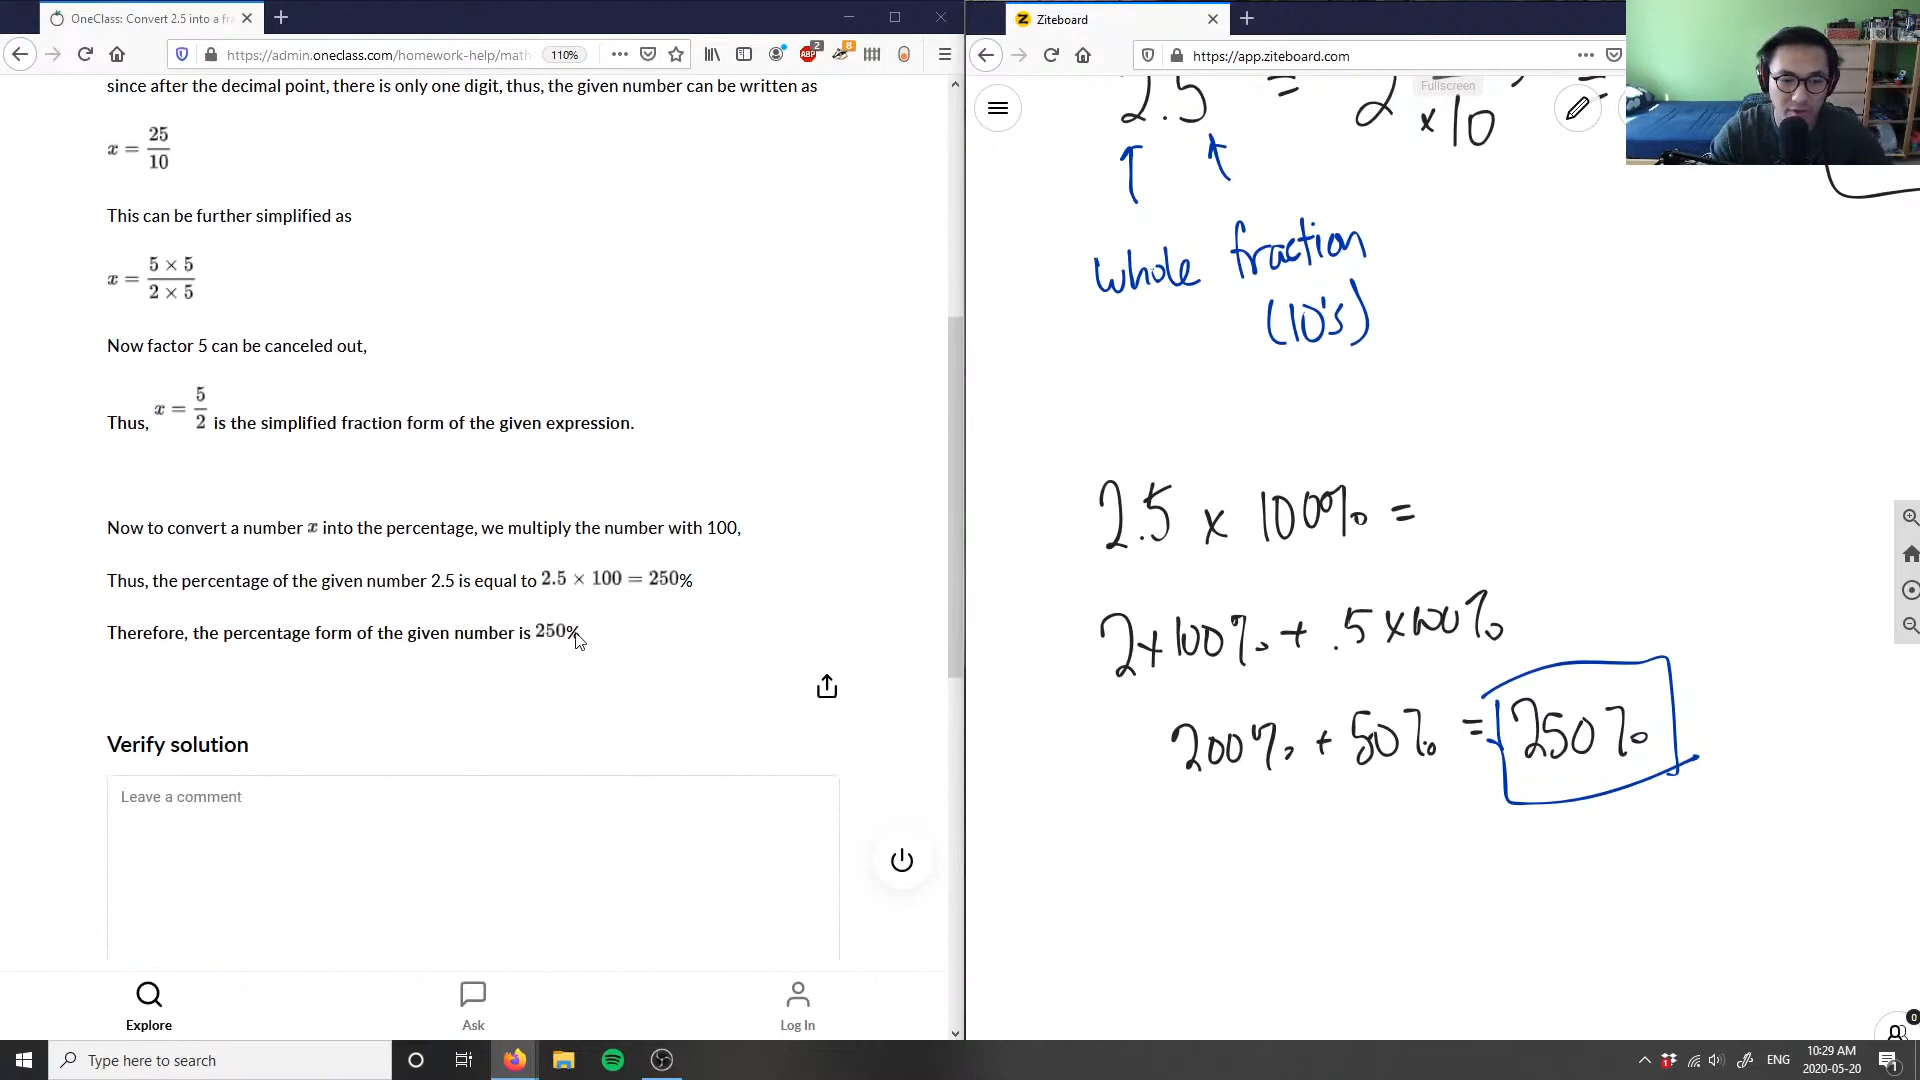 OneClass: Convert 2.5 into a fra
Ziteboard
https://admin.oneclass.com/homework-help/math
110%
2
8
https://app.ziteboard.com
since after the decimal point, there is only one digit, thus, the given number can be written as
x = 25/10
This can be further simplified as
x = 5 × 5 / 2 × 5
Now factor 5 can be canceled out,
Thus, x = 5/2 is the simplified fraction form of the given expression.
Now to convert a number x into the percentage, we multiply the number with 100,
Thus, the percentage of the given number 2.5 is equal to 2.5 × 100 = 250%
Therefore, the percentage form of the given number is 250%
Verify solution
Leave a comment
Explore
Ask
Log In
Fullscreen
2.5 = 2 ×10 =
whole fraction
(10's)
2.5 x 100% =
2x100% + .5 x100%
200% + 50% = 250%
0
Type here to search
ENG
10:29 AM
2020-05-20
1